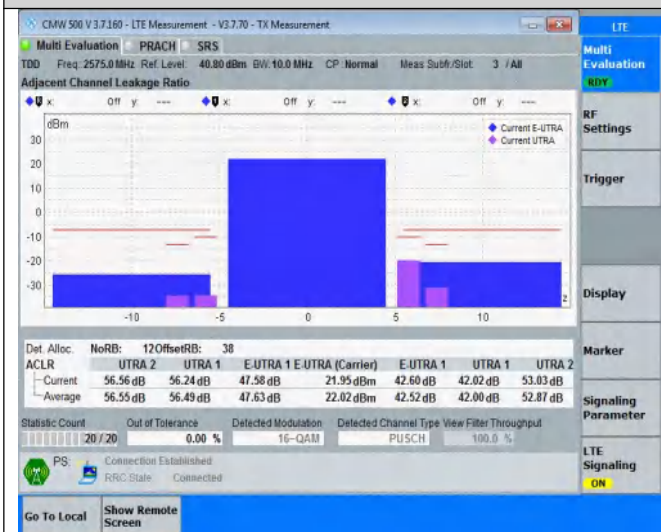 CMW 500 V 3.7.160 - LTE Measurement - V3.7.70 - TX Measurement
LTE
Multi Evaluation PRACH SRS
TDD Freq: 2575.0 MHz Ref. Level: 40.80 dBm BW: 10.0 MHz CP: Normal Meas Subfr./Slot: 3 / All
Adjacent Channel Leakage Ratio
x: Off y: --- x: Off y: --- x: Off y: ---
dBm
Current E-UTRA
Current UTRA
30
20
10
0
-10
-20
-30
-10 -5 0 5 10
z
Det. Alloc. NoRB: 12 OffsetRB: 38
ACLR UTRA 2 UTRA 1 E-UTRA 1 E-UTRA (Carrier) E-UTRA 1 UTRA 1 UTRA 2
Current 56.56 dB 56.24 dB 47.58 dB 21.95 dBm 42.60 dB 42.02 dB 53.03 dB
Average 56.55 dB 56.49 dB 47.63 dB 22.02 dBm 42.52 dB 42.00 dB 52.87 dB
Statistic Count Out of Tolerance Detected Modulation Detected Channel Type View Filter Throughput
20 / 20 0.00 % 16-QAM PUSCH 100.0 %
PS: Connection Established
RRC State Connected
Multi
Evaluation
RDY
RF
Settings
Trigger
Display
Marker
Signaling
Parameter
LTE
Signaling
ON
Go To Local Show Remote
Screen